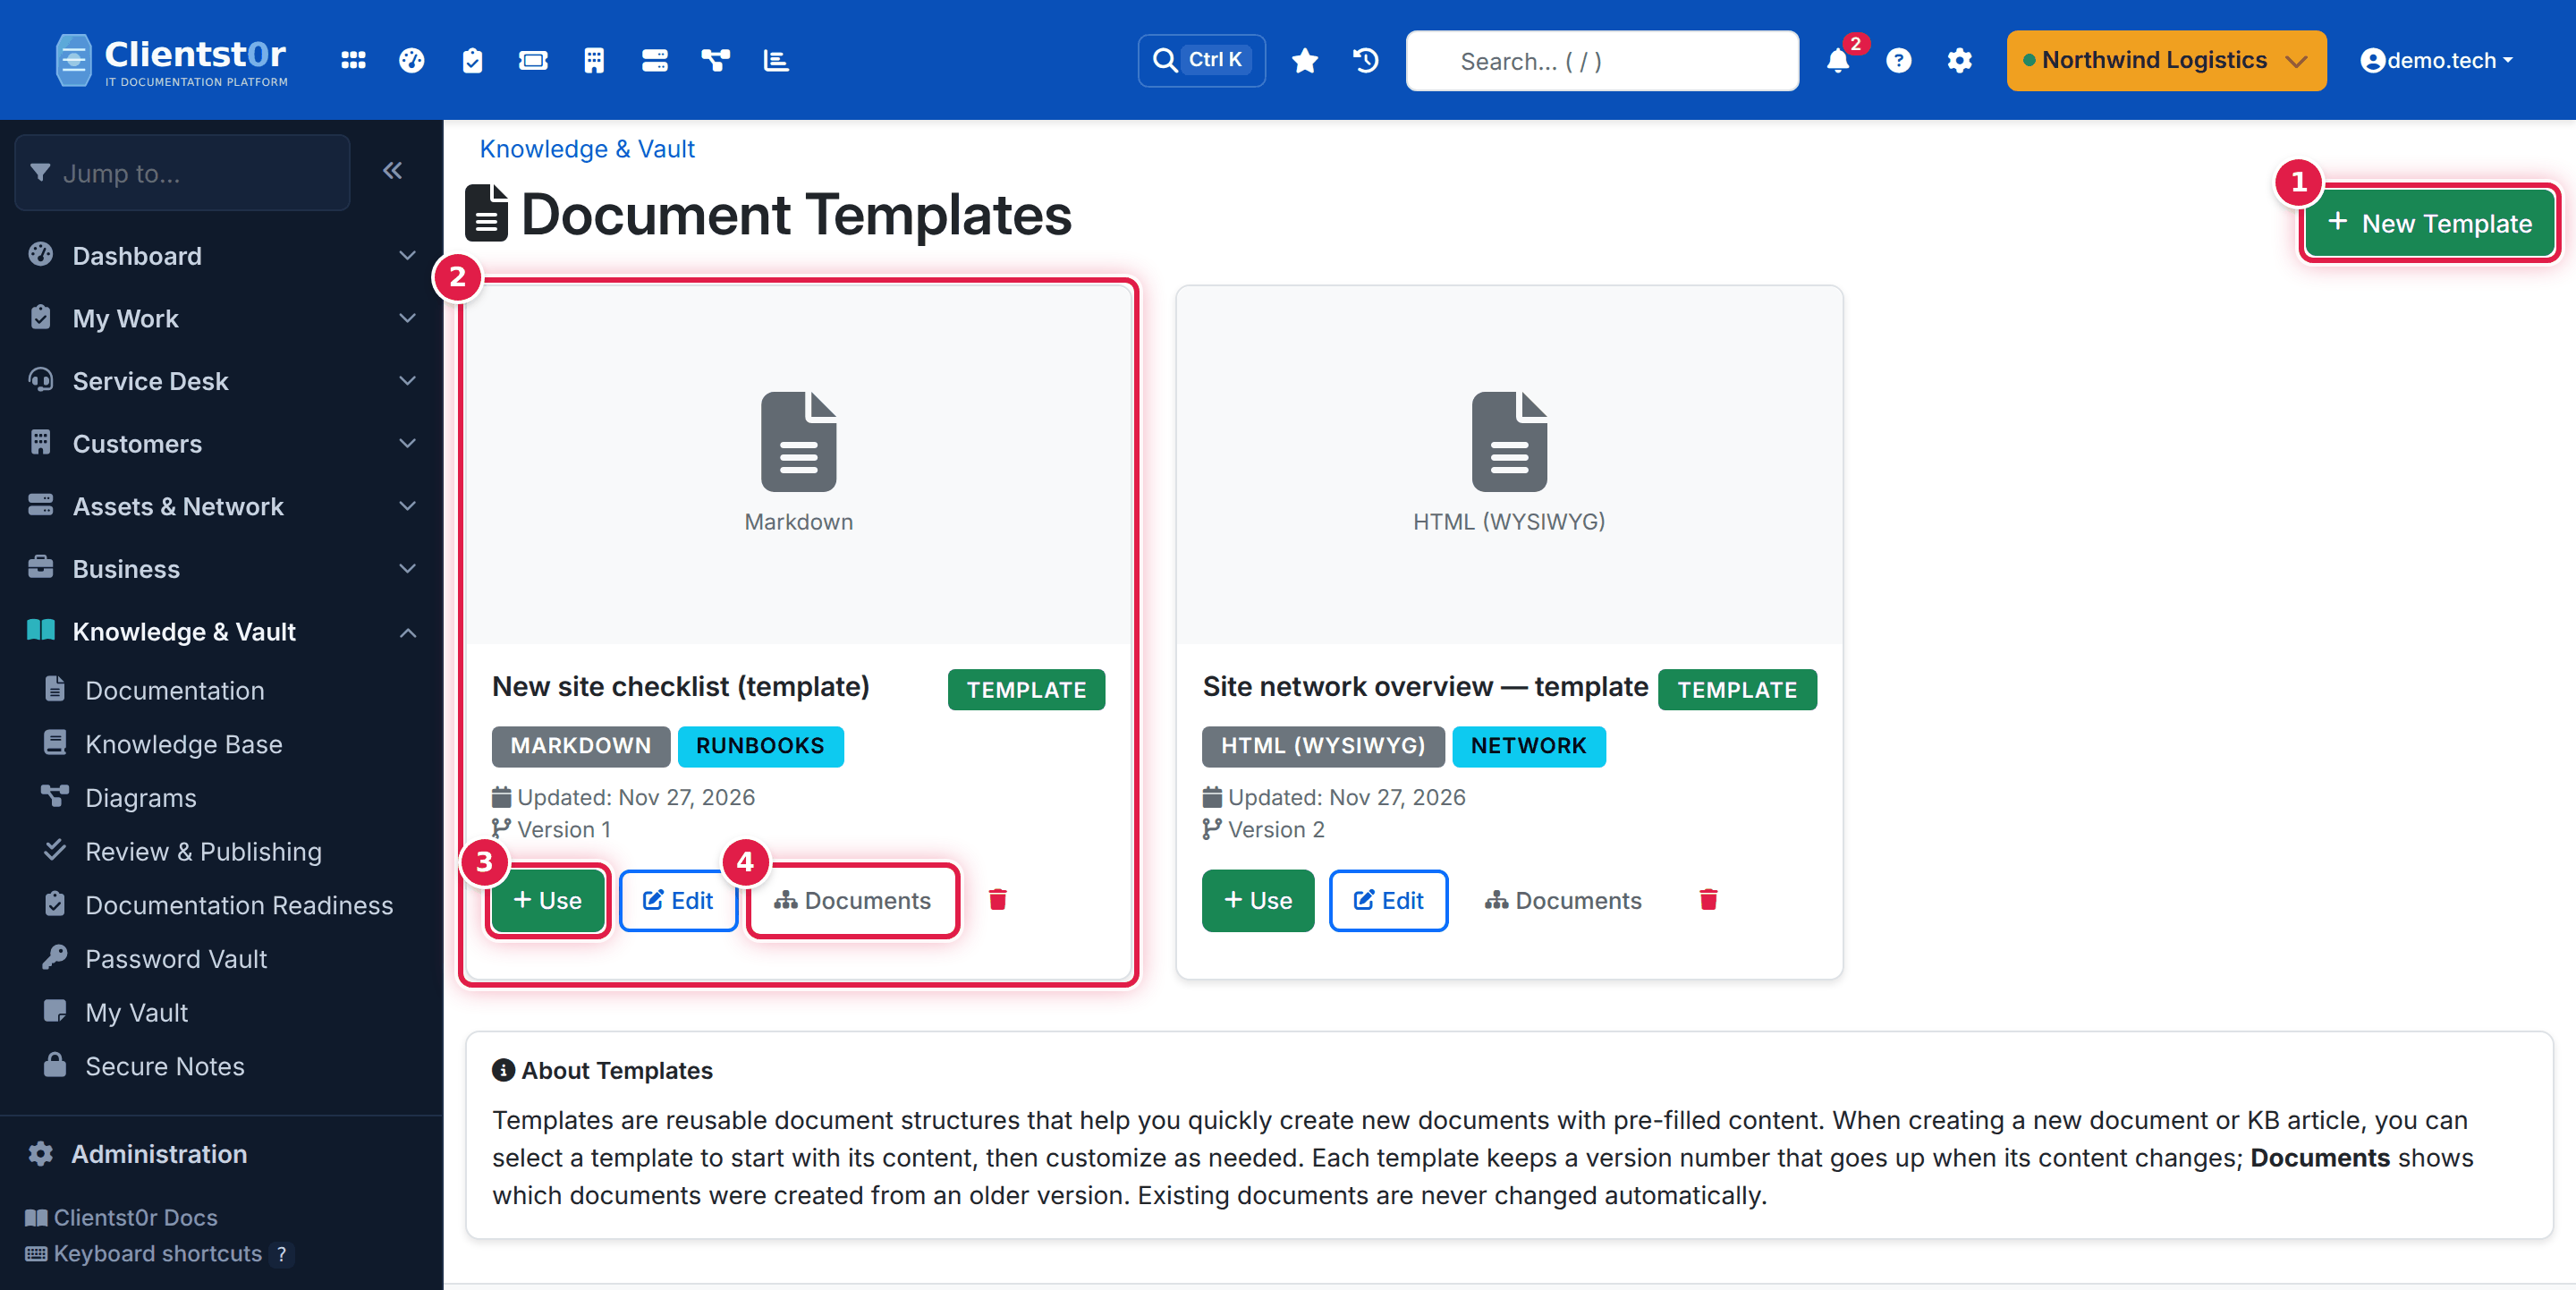 Clientst0r
IT DOCUMENTATION PLATFORM
Ctrl K
Search... ( / )
2
?
Northwind Logistics
demo.tech
Jump to...
Dashboard
My Work
Service Desk
Customers
Assets & Network
Business
Knowledge & Vault
Documentation
Knowledge Base
Diagrams
Review & Publishing
Documentation Readiness
Password Vault
My Vault
Secure Notes
Administration
Clientst0r Docs
Keyboard shortcuts ?
Knowledge & Vault
Document Templates
1
+ New Template
2
Markdown
New site checklist (template) TEMPLATE
MARKDOWN RUNBOOKS
Updated: Nov 27, 2026
Version 1
3
4
+ Use Edit Documents
HTML (WYSIWYG)
Site network overview — template TEMPLATE
HTML (WYSIWYG) NETWORK
Updated: Nov 27, 2026
Version 2
+ Use Edit Documents
About Templates
Templates are reusable document structures that help you quickly create new documents with pre-filled content. When creating a new document or KB article, you can
select a template to start with its content, then customize as needed. Each template keeps a version number that goes up when its content changes; Documents shows
which documents were created from an older version. Existing documents are never changed automatically.